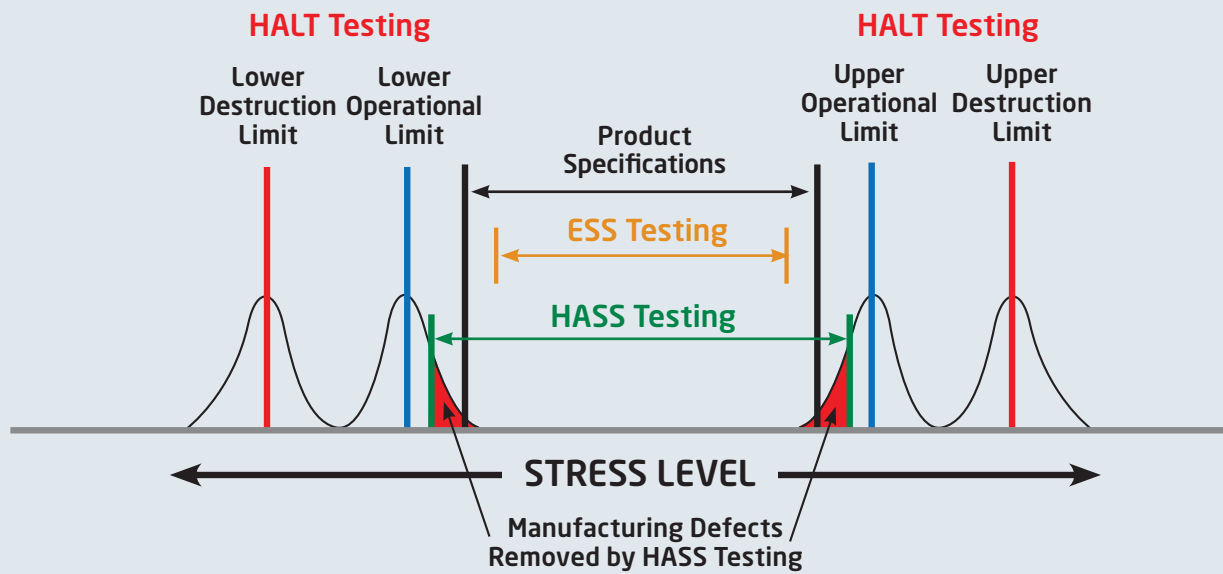 HALT Testing
HALT Testing
Lower
Destruction
Limit
Lower
Operational
Limit
Product
Specifications
Upper
Operational
Limit
Upper
Destruction
Limit
ESS Testing
HASS Testing
STRESS LEVEL
Manufacturing Defects
Removed by HASS Testing